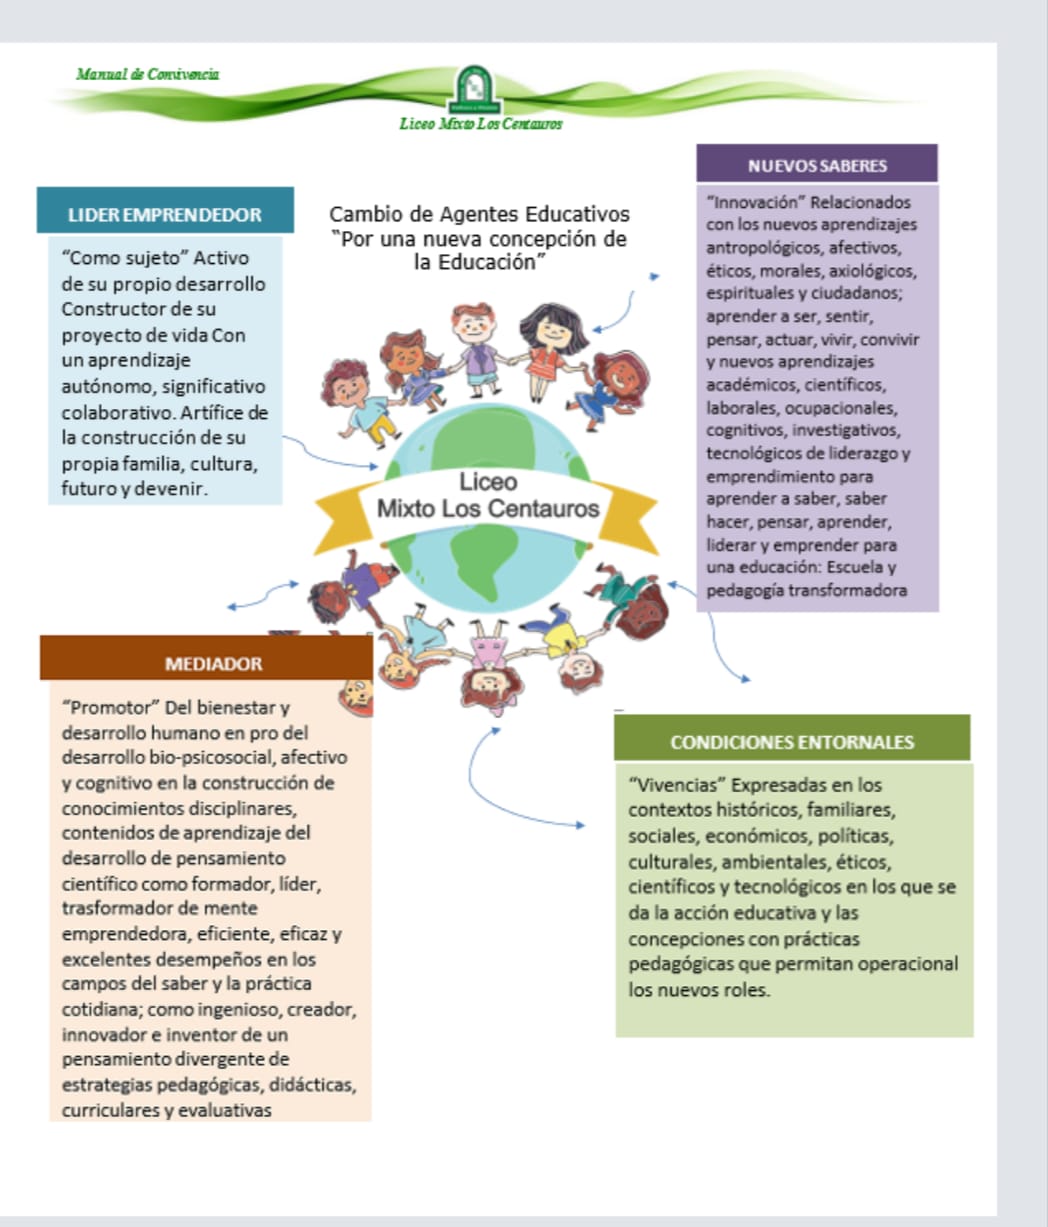 Manual de Convivencia
Liceo Mixto Los Centauros
LIDER EMPRENDEDOR
“Como sujeto” Activo
de su propio desarrollo
Constructor de su
proyecto de vida Con
un aprendizaje
autónomo, significativo
colaborativo. Artífice de
la construcción de su
propia familia, cultura,
futuro y devenir.
Cambio de Agentes Educativos
“Por una nueva concepción de
la Educación”
NUEVOS SABERES
“Innovación” Relacionados
con los nuevos aprendizajes
antropológicos, afectivos,
éticos, morales, axiológicos,
espirituales y ciudadanos;
aprender a ser, sentir,
pensar, actuar, vivir, convivir
y nuevos aprendizajes
académicos, científicos,
laborales, ocupacionales,
cognitivos, investigativos,
tecnológicos de liderazgo y
emprendimiento para
aprender a saber, saber
hacer, pensar, aprender,
liderar y emprender para
una educación: Escuela y
pedagogía transformadora
Liceo
Mixto Los Centauros
MEDIADOR
“Promotor” Del bienestar y
desarrollo humano en pro del
desarrollo bio-psicosocial, afectivo
y cognitivo en la construcción de
conocimientos disciplinares,
contenidos de aprendizaje del
desarrollo de pensamiento
científico como formador, líder,
trasformador de mente
emprendedora, eficiente, eficaz y
excelentes desempeños en los
campos del saber y la práctica
cotidiana; como ingenioso, creador,
innovador e inventor de un
pensamiento divergente de
estrategias pedagógicas, didácticas,
curriculares y evaluativas
CONDICIONES ENTORNALES
“Vivencias” Expresadas en los
contextos históricos, familiares,
sociales, económicos, políticas,
culturales, ambientales, éticos,
científicos y tecnológicos en los que se
da la acción educativa y las
concepciones con prácticas
pedagógicas que permitan operacional
los nuevos roles.